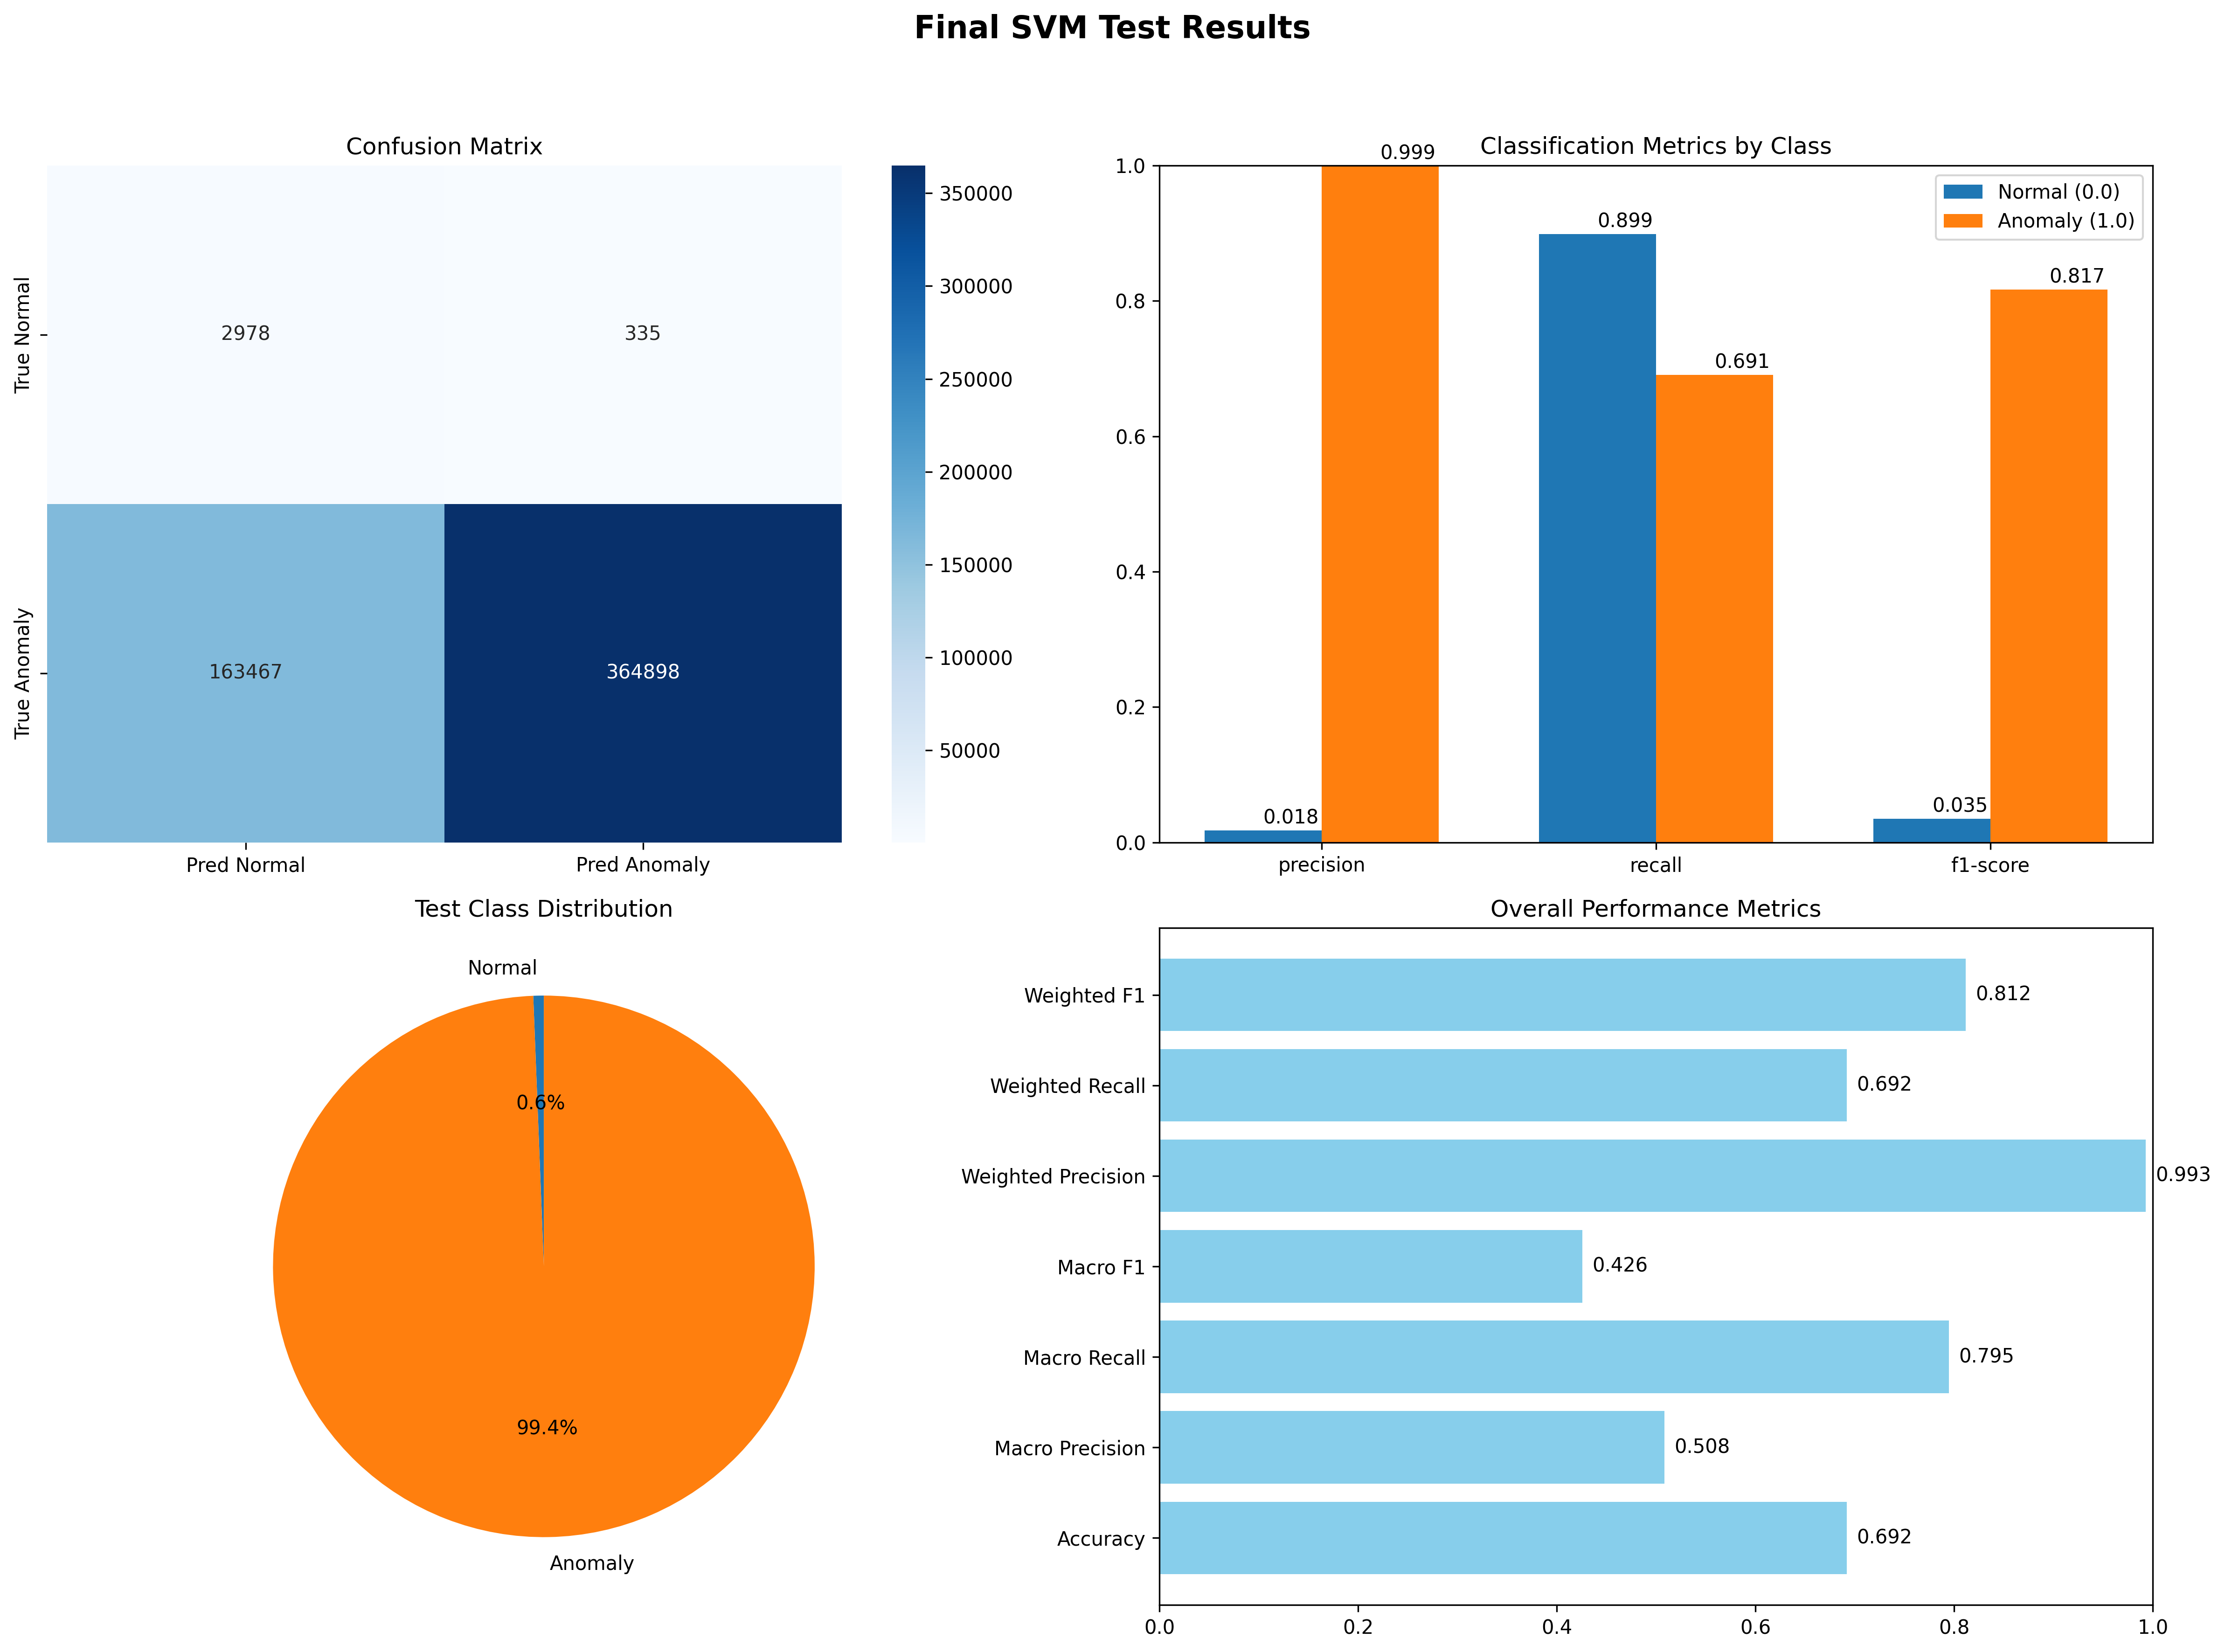 Final SVM Test Results
Confusion Matrix
True Normal
True Anomaly
2978
335
163467
364898
Pred Normal
Pred Anomaly
350000
300000
250000
200000
150000
100000
50000
Classification Metrics by Class
1.0
0.8
0.6
0.4
0.2
0.0
Normal (0.0)
Anomaly (1.0)
0.018
0.999
0.899
0.691
0.035
0.817
precision
recall
f1-score
Test Class Distribution
Normal
0.6%
99.4%
Anomaly
Overall Performance Metrics
Weighted F1
0.812
Weighted Recall
0.692
Weighted Precision
0.993
Macro F1
0.426
Macro Recall
0.795
Macro Precision
0.508
Accuracy
0.692
0.0
0.2
0.4
0.6
0.8
1.0